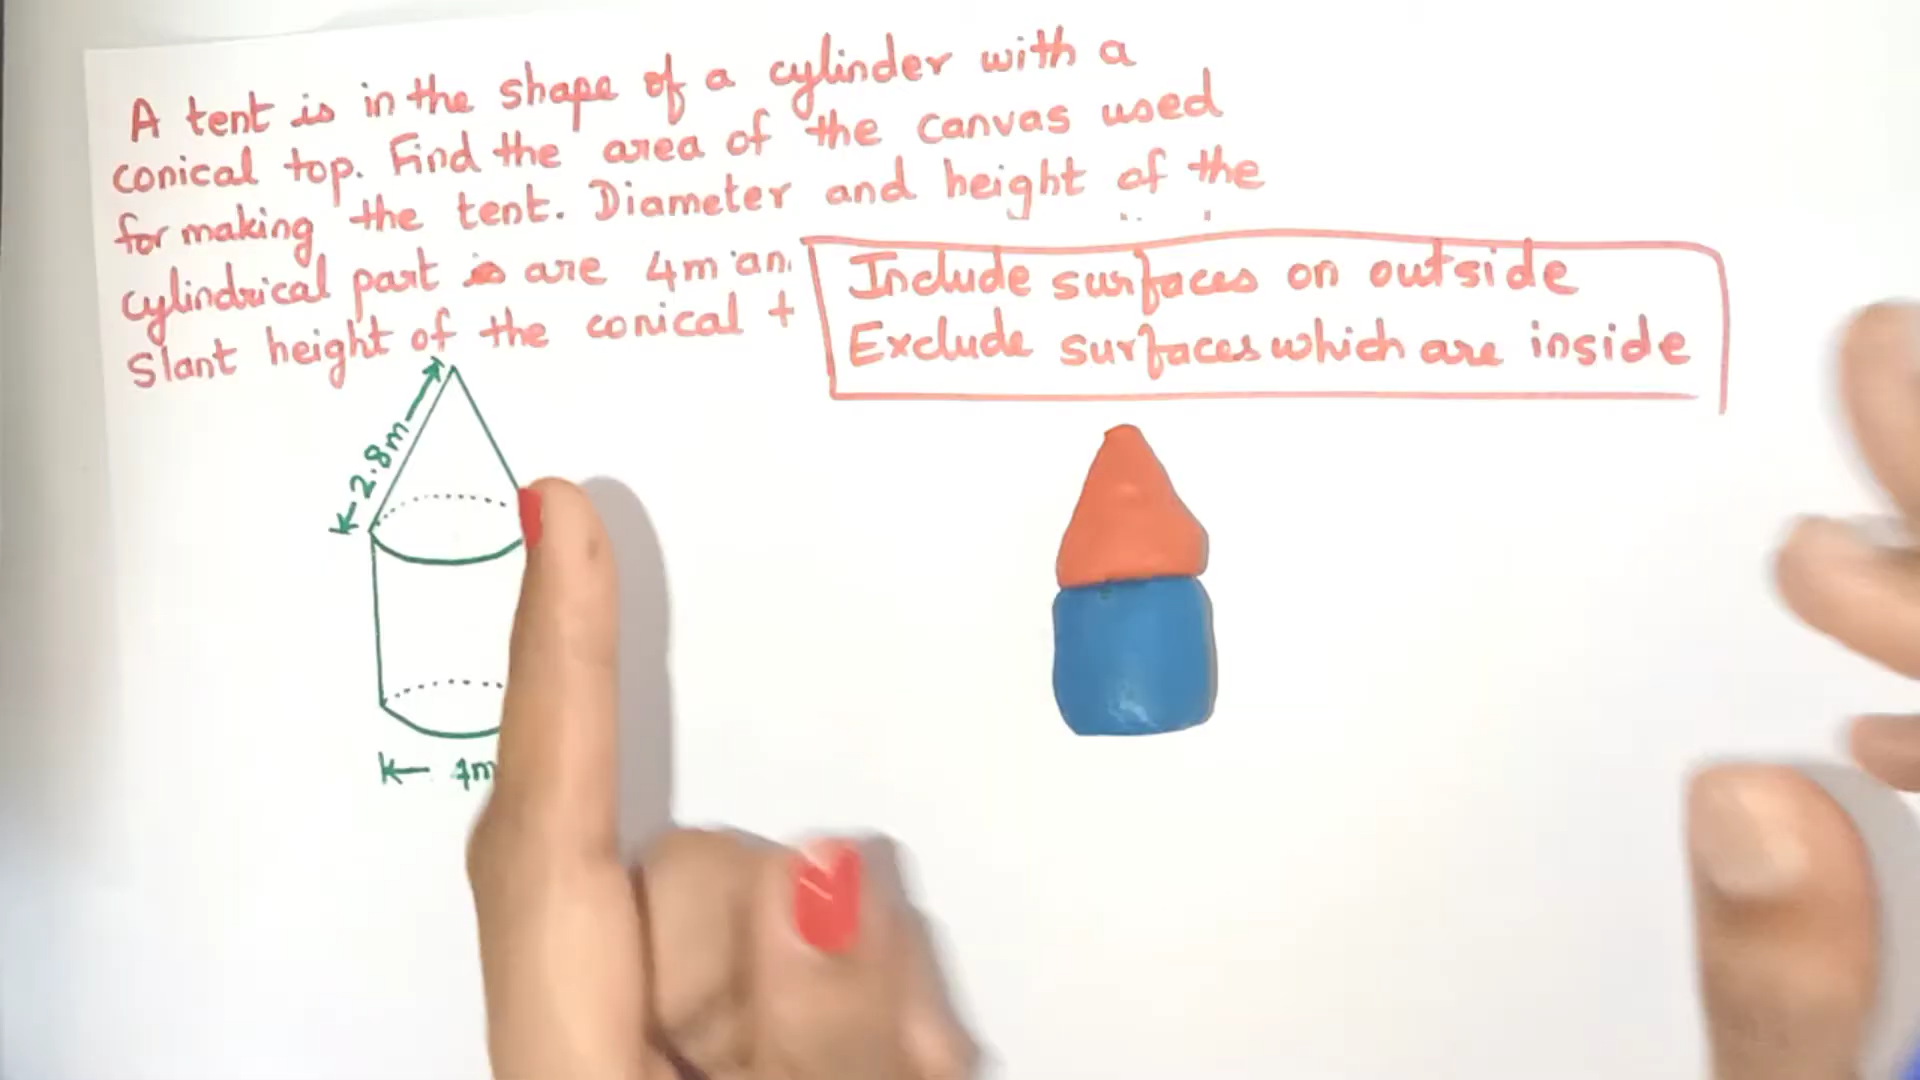 A tent is in the shape of a cylinder with a
conical top. Find the area of the canvas used
for making the tent. Diameter and height of the
cylindrical part is are 4m an
Slant height of the conical t
Include surfaces on outside
Exclude surfaces which are inside
2.8m
4m